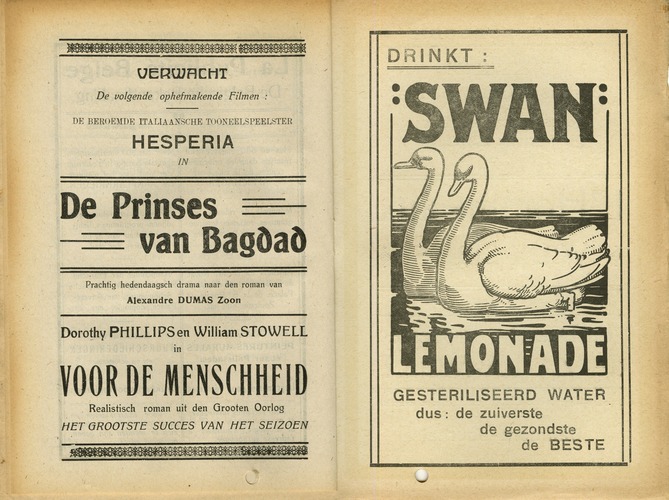 VERWACHT
De volgende ophefmakende Filmen :
DE BEROEMDE ITALIAANSCHE TOONEELSPEELSTER
HESPERIA
IN
De Prinses
van Bagdad
Prachtig hedendaagsch drama naar den roman van
Alexandre DUMAS Zoon
Dorothy PHILLIPS en William STOWELL
in
VOOR DE MENSCHHEID
Realistisch roman uit den Grooten Oorlog
HET GROOTSTE SUCCES VAN HET SEIZOEN
DRINKT :
:SWAN:
LEMONADE
GESTERILISEERD WATER
dus : de zuiverste
de gezondste
de BESTE